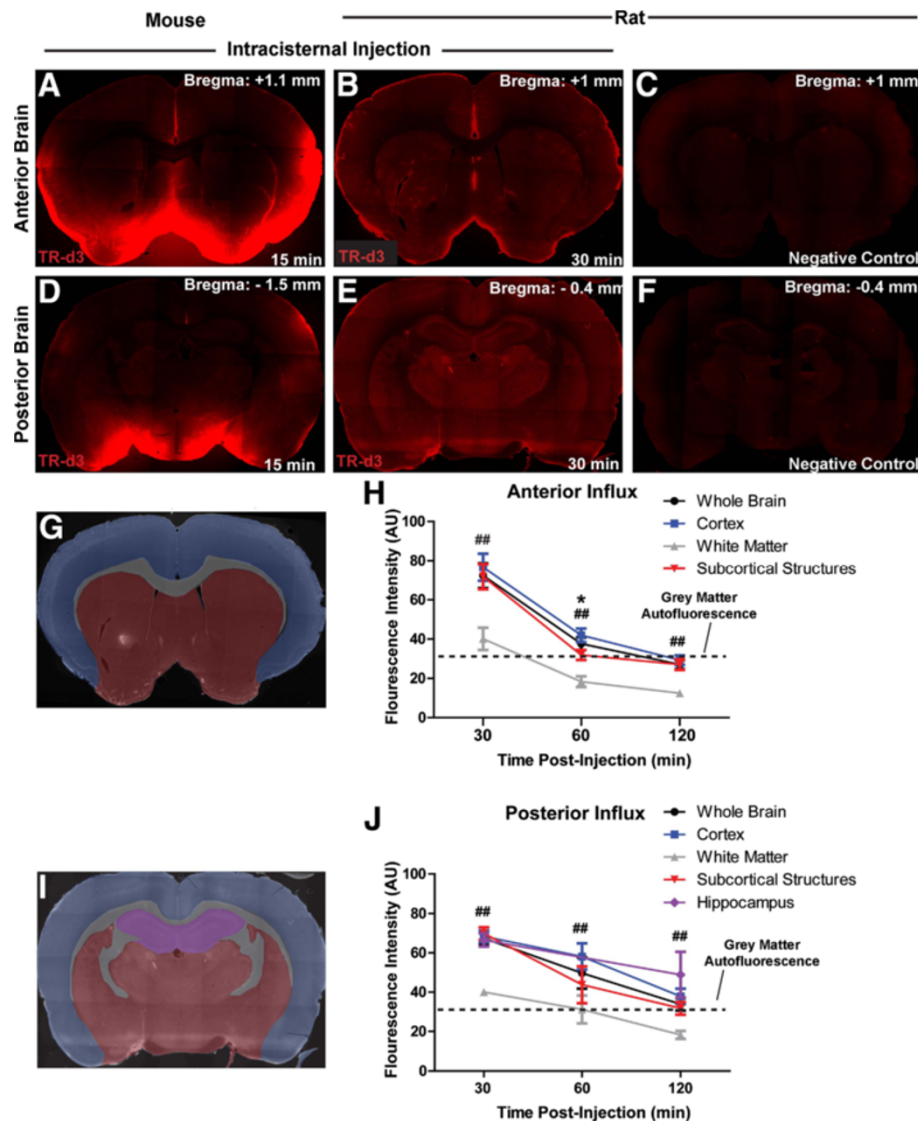 Mouse
Rat
Intracisternal Injection
Anterior Brain
A
Bregma: +1.1 mm
TR-d3
15 min
B
Bregma: +1 mm
TR-d3
30 min
C
Bregma: +1 mm
Negative Control
Posterior Brain
D
Bregma: - 1.5 mm
TR-d3
15 min
E
Bregma: - 0.4 mm
TR-d3
30 min
F
Bregma: -0.4 mm
Negative Control
G
H
Anterior Influx
Whole Brain
Cortex
White Matter
Subcortical Structures
Flourescence Intensity (AU)
100
80
60
40
20
0
##
*
##
##
Grey Matter
Autofluorescence
30
60
120
Time Post-Injection (min)
I
J
Posterior Influx
Whole Brain
Cortex
White Matter
Subcortical Structures
Hippocampus
Flourescence Intensity (AU)
100
80
60
40
20
0
##
##
##
Grey Matter
Autofluorescence
30
60
120
Time Post-Injection (min)